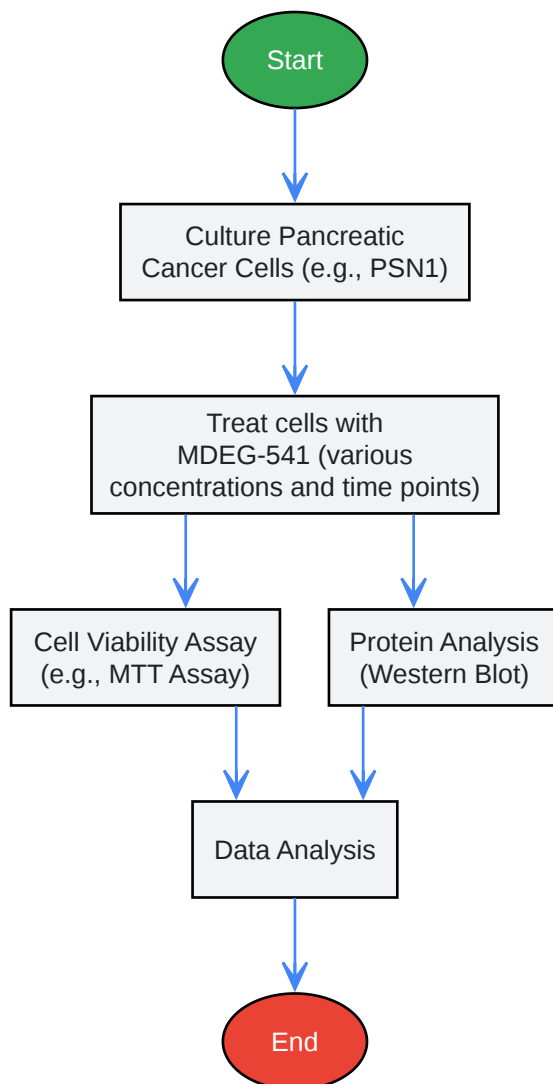 Start
Culture Pancreatic
Cancer Cells (e.g., PSN1)
Treat cells with
MDEG-541 (various
concentrations and time points)
Cell Viability Assay
(e.g., MTT Assay)
Protein Analysis
(Western Blot)
Data Analysis
End